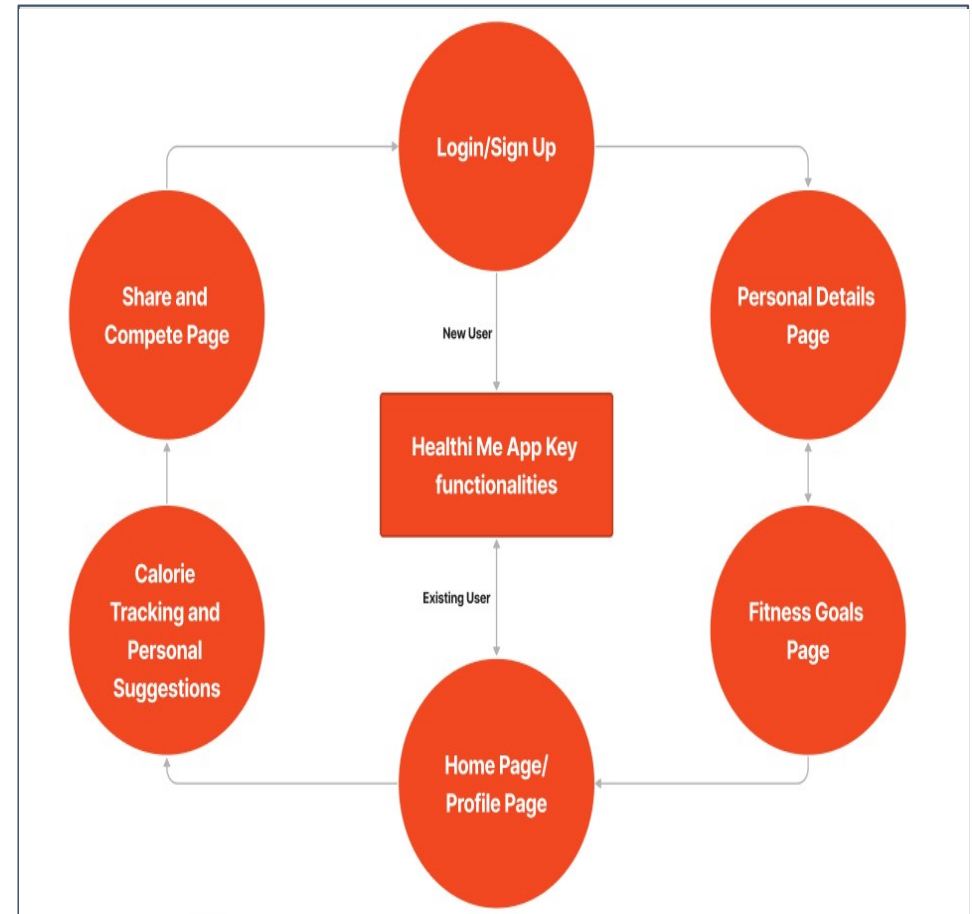 Login/Sign Up
Share and
Compete Page
Personal Details
Page
New User
Healthi Me App Key
functionalities
Calorie
Tracking and
Personal
Suggestions
Existing User
Fitness Goals
Page
Home Page/
Profile Page